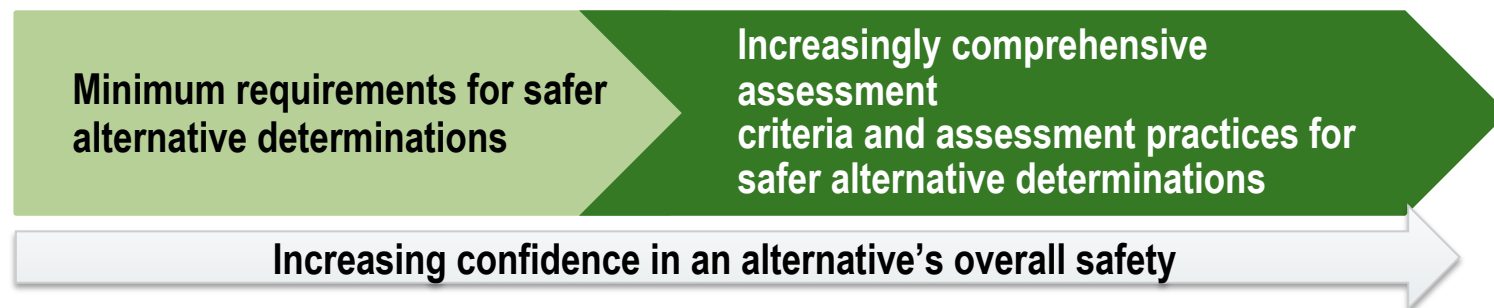 Minimum requirements for safer
alternative determinations
Increasingly comprehensive
assessment
criteria and assessment practices for
safer alternative determinations
Increasing confidence in an alternative’s overall safety